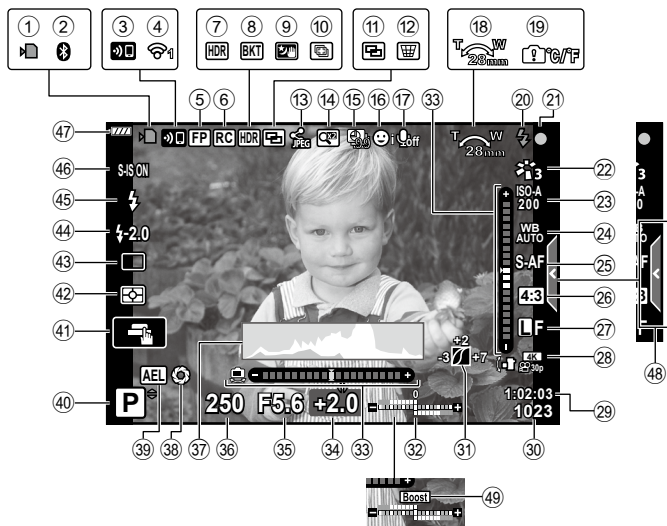 1 2 3 4 7 8 9 10 11 12 18 19
HDR BKT T W 28mm °C/°F
5 6 13 14 15 16 17 33 20 21
47 FP RC HDR JPEG i off T W 28mm
46 S-IS ON 3 22
45 ISO-A 200 23
44 -2.0 WB AUTO 24
43 S-AF 25
42 4:3 26
41 L F 27
+2 -3 +7 4K 30p 28
AEL 1:02:03 29
40 P 250 F5.6 +2.0 0 1023 30
39 38 37 36 35 34 33 32 31 48
Boost 49